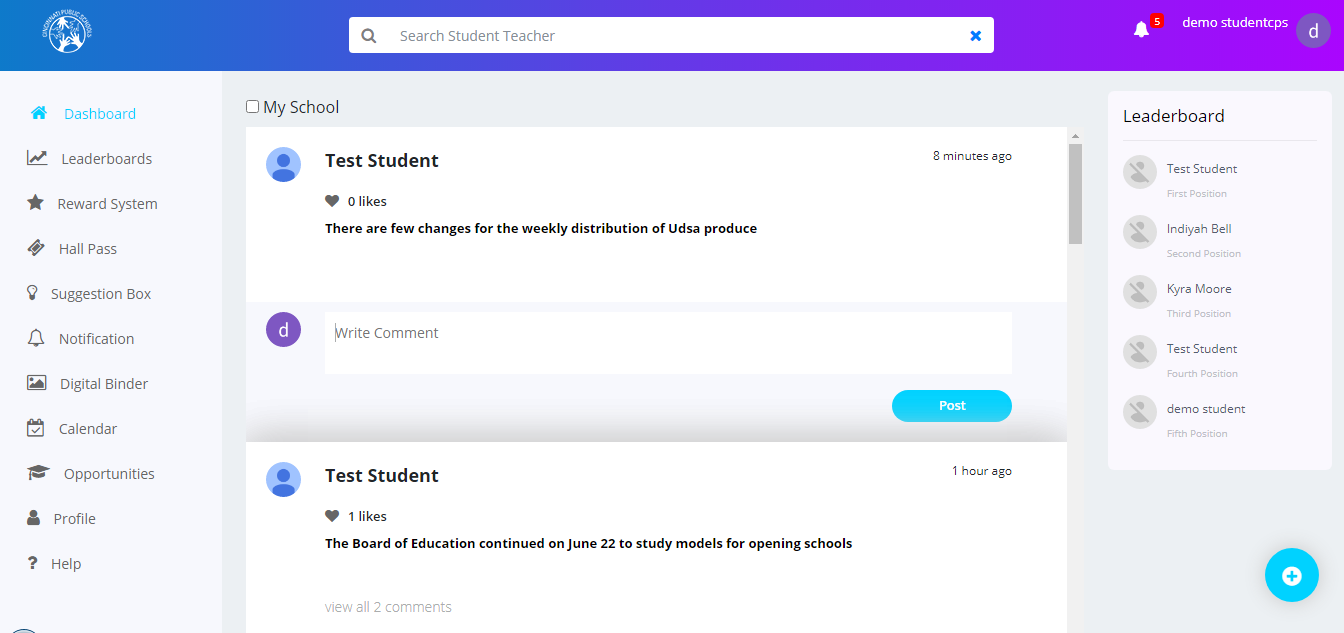 CINCINNATI PUBLIC SCHOOLS
Search Student Teacher
5
demo studentcps
d
Dashboard
Leaderboards
Reward System
Hall Pass
Suggestion Box
Notification
Digital Binder
Calendar
Opportunities
Profile
Help
My School
Test Student
8 minutes ago
0 likes
There are few changes for the weekly distribution of Udsa produce
d
Write Comment
Post
Test Student
1 hour ago
1 likes
The Board of Education continued on June 22 to study models for opening schools
view all 2 comments
Leaderboard
Test Student
First Position
Indiyah Bell
Second Position
Kyra Moore
Third Position
Test Student
Fourth Position
demo student
Fifth Position